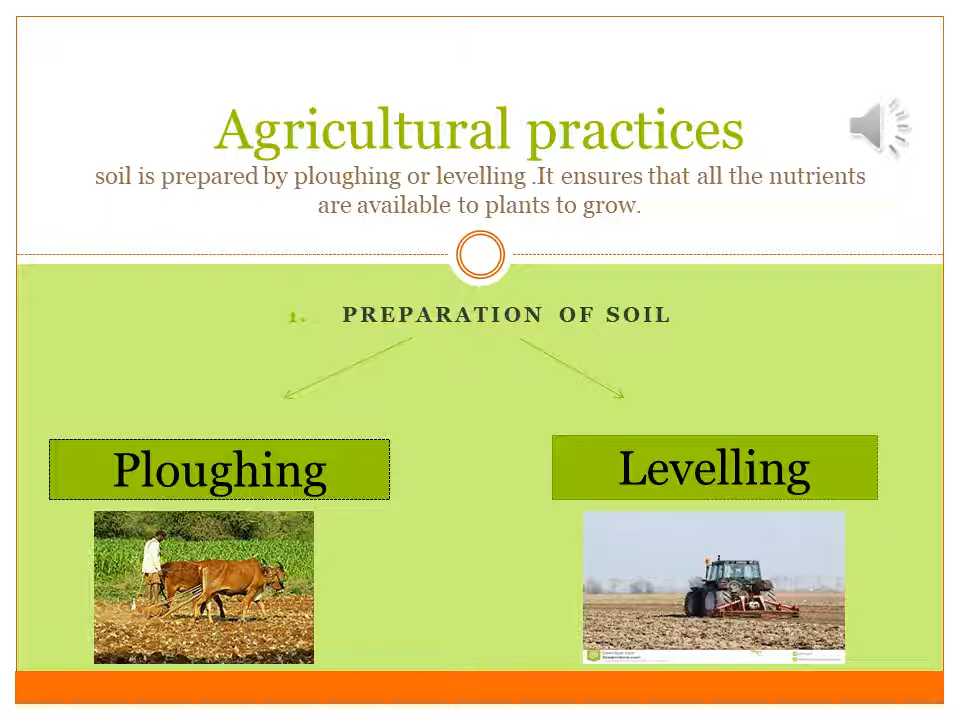 Agricultural practices
soil is prepared by ploughing or levelling .It ensures that all the nutrients
are available to plants to grow.
1. PREPARATION OF SOIL
Ploughing
Levelling